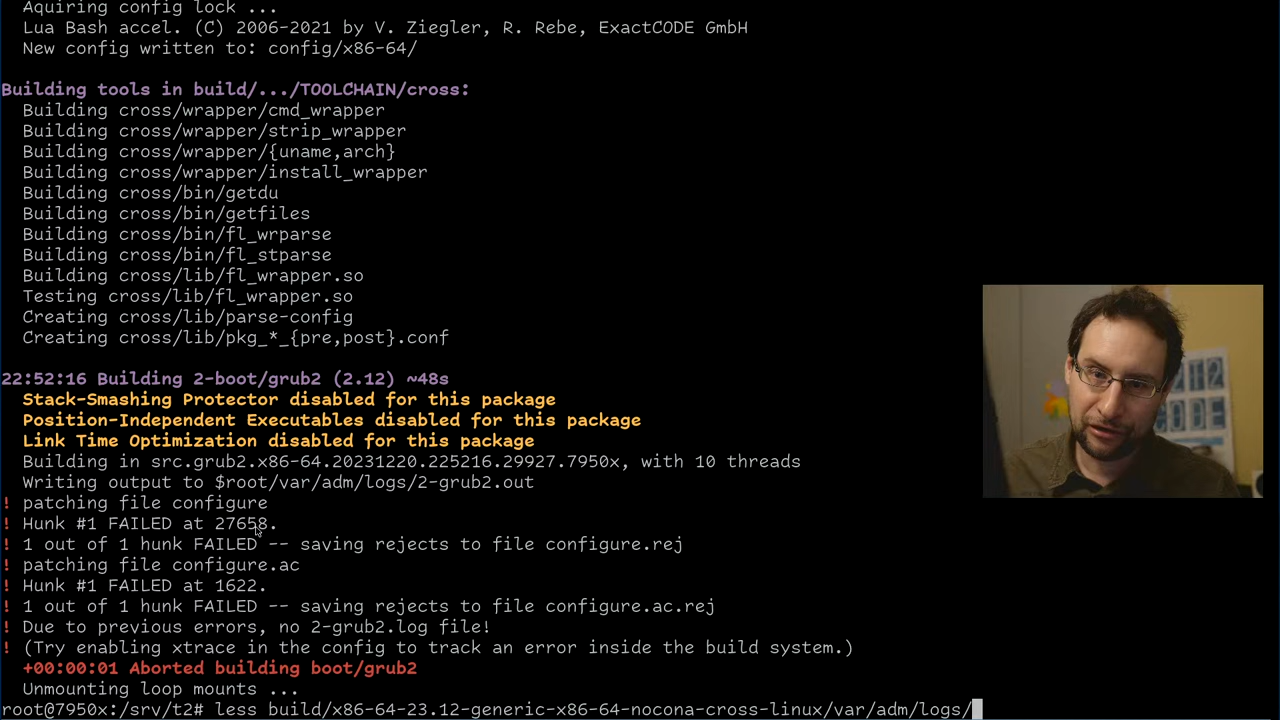 Aquiring config lock ...
Lua Bash accel. (C) 2006-2021 by V. Ziegler, R. Rebe, ExactCODE GmbH
New config written to: config/x86-64/
Building tools in build/.../TOOLCHAIN/cross:
Building cross/wrapper/cmd_wrapper
Building cross/wrapper/strip_wrapper
Building cross/wrapper/{uname,arch}
Building cross/wrapper/install_wrapper
Building cross/bin/getdu
Building cross/bin/getfiles
Building cross/bin/fl_wrparse
Building cross/bin/fl_stparse
Building cross/lib/fl_wrapper.so
Testing cross/lib/fl_wrapper.so
Creating cross/lib/parse-config
Creating cross/lib/pkg_*_{pre,post}.conf
22:52:16 Building 2-boot/grub2 (2.12) ~48s
Stack-Smashing Protector disabled for this package
Position-Independent Executables disabled for this package
Link Time Optimization disabled for this package
Building in src.grub2.x86-64.20231220.225216.29927.7950x, with 10 threads
Writing output to $root/var/adm/logs/2-grub2.out
! patching file configure
! Hunk #1 FAILED at 27658.
! 1 out of 1 hunk FAILED -- saving rejects to file configure.rej
! patching file configure.ac
! Hunk #1 FAILED at 1622.
! 1 out of 1 hunk FAILED -- saving rejects to file configure.ac.rej
! Due to previous errors, no 2-grub2.log file!
! (Try enabling xtrace in the config to track an error inside the build system.)
+00:00:01 Aborted building boot/grub2
Unmounting loop mounts ...
root@7950x:/srv/t2# less build/x86-64-23.12-generic-x86-64-nocona-cross-linux/var/adm/logs/